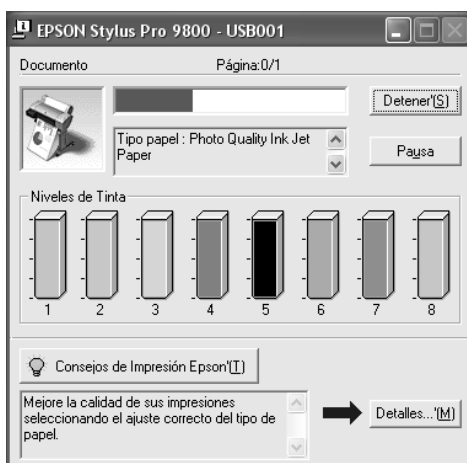 EPSON Stylus Pro 9800 - USB001
Documento Página:0/1
Detener'(S)
Tipo papel : Photo Quality Ink Jet
Paper
Pausa
Niveles de Tinta
1 2 3 4 5 6 7 8
Consejos de Impresión Epson'(T)
Mejore la calidad de sus impresiones
seleccionando el ajuste correcto del tipo de
papel.
Detalles...'(M)